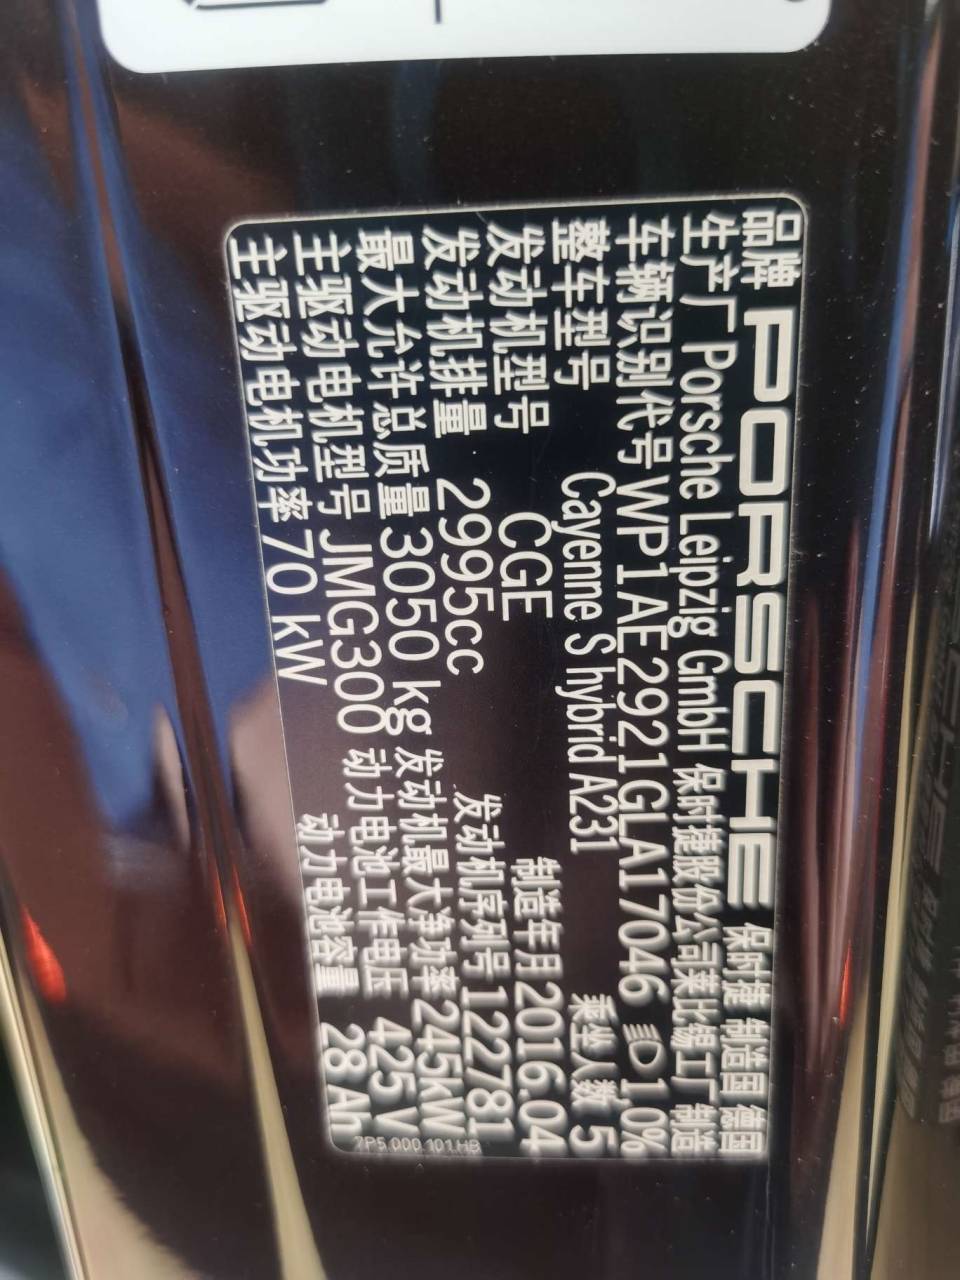 品牌 PORSCHE 保时捷 制造国 德国
生产厂 Porsche Leipzig GmbH 保时捷股份公司莱比锡工厂 制造
车辆识别代号 WP1AE2921GLA17046 1.0%
整车型号 Cayenne S hybrid A231 乘坐人数 5
发动机型号 CGE 制造年月 2016.04
发动机排量 2995cc 发动机序列号 122781
最大允许总质量 3050 kg 发动机最大净功率 245kW
主驱动电机型号 JMG300 动力电池工作电压 425 V
主驱动电机功率 70 kW 动力电池容量 28 Ah
7P5.000.101.HB